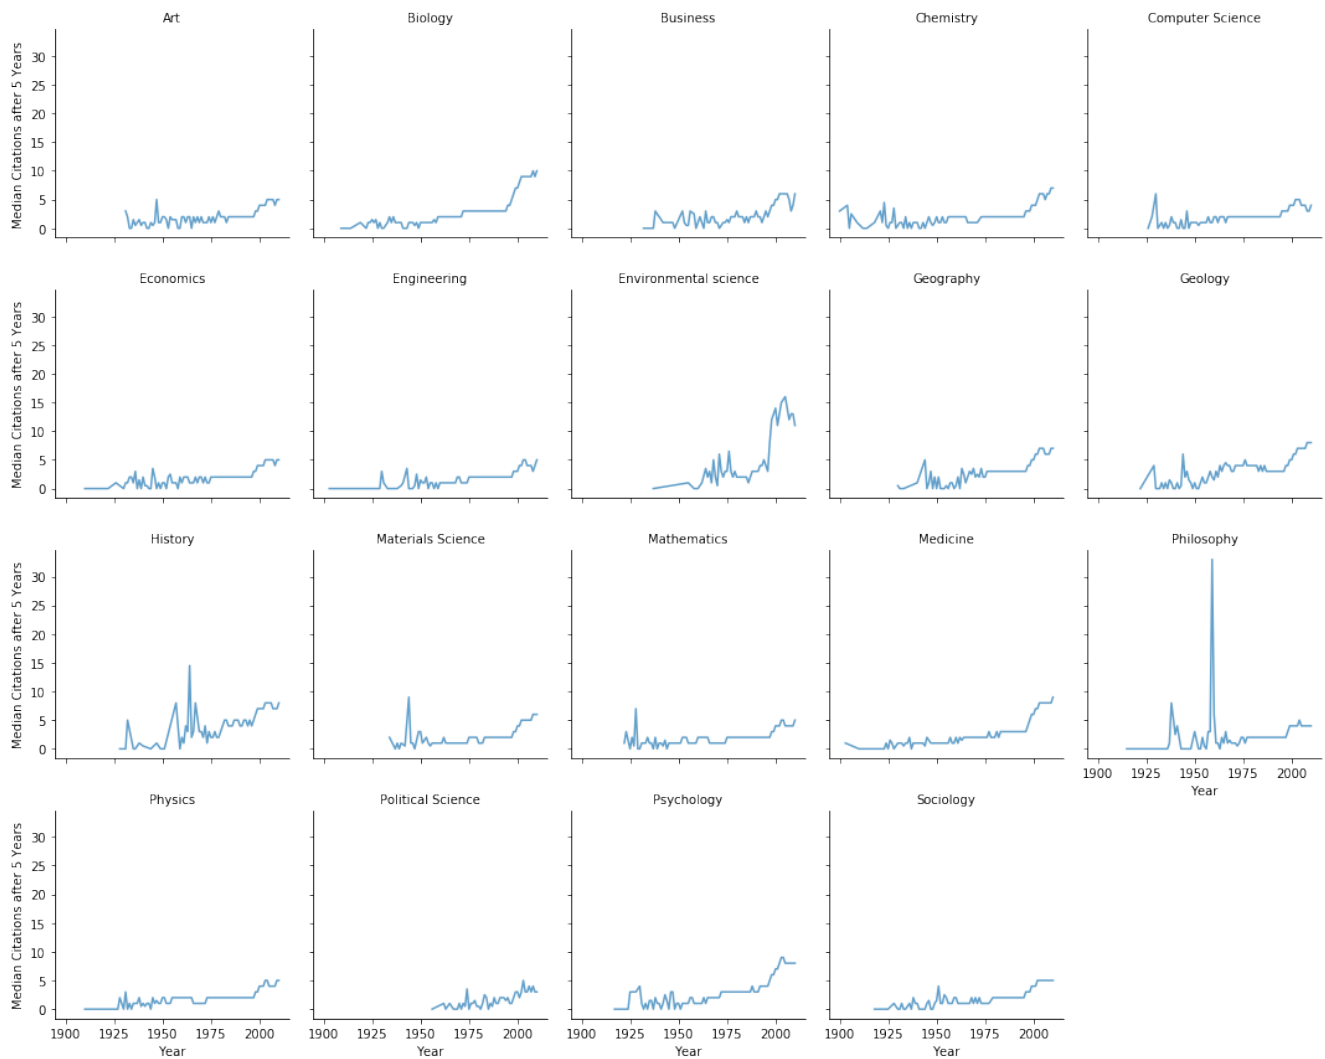 Art Biology Business Chemistry Computer Science
Median Citations after 5 Years
30
25
20
15
10
5
0
Economics Engineering Environmental science Geography Geology
Median Citations after 5 Years
30
25
20
15
10
5
0
History Materials Science Mathematics Medicine Philosophy
Median Citations after 5 Years
30
25
20
15
10
5
0
1900 1925 1950 1975 2000
Year
Physics Political Science Psychology Sociology
Median Citations after 5 Years
30
25
20
15
10
5
0
1900 1925 1950 1975 2000 1900 1925 1950 1975 2000 1900 1925 1950 1975 2000 1900 1925 1950 1975 2000
Year Year Year Year